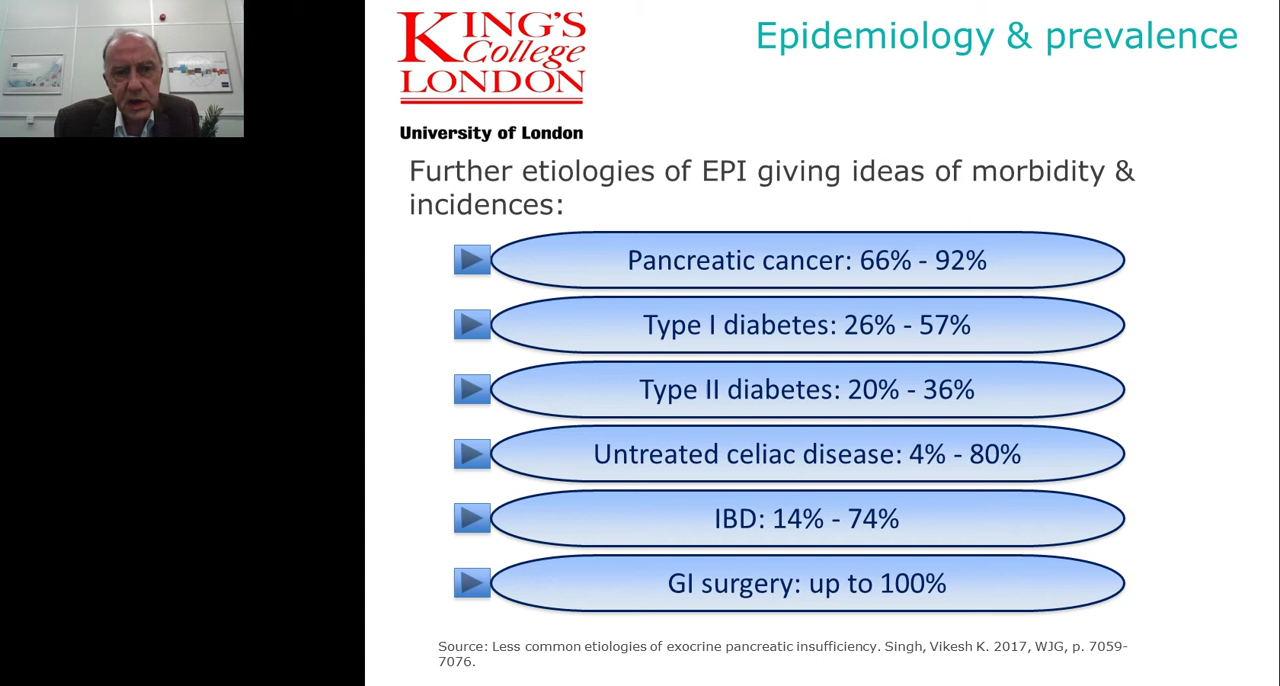 KING'S
College
LONDON
University of London
Epidemiology & prevalence
Further etiologies of EPI giving ideas of morbidity &
incidences:
Pancreatic cancer: 66% - 92%
Type I diabetes: 26% - 57%
Type II diabetes: 20% - 36%
Untreated celiac disease: 4% - 80%
IBD: 14% - 74%
GI surgery: up to 100%
Source: Less common etiologies of exocrine pancreatic insufficiency. Singh, Vikesh K. 2017, WJG, p. 7059-
7076.